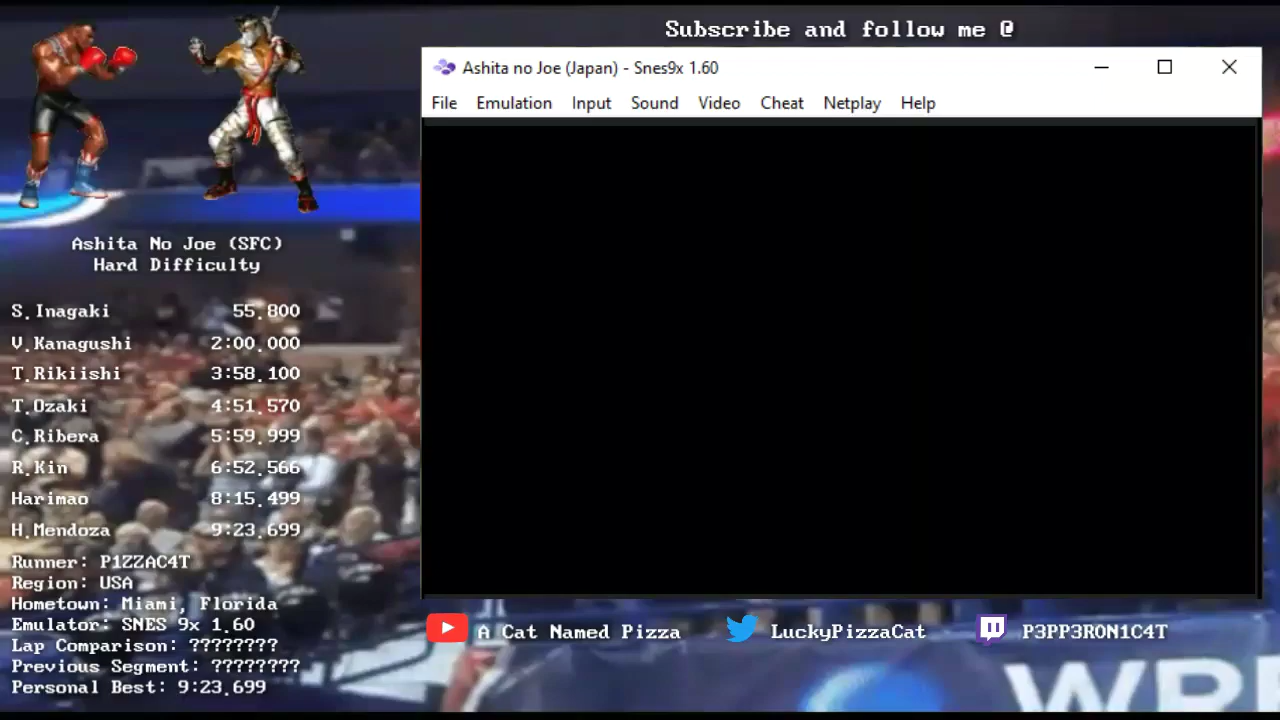 Subscribe and follow me @
Ashita no Joe (Japan) - Snes9x 1.60
File Emulation Input Sound Video Cheat Netplay Help
Ashita No Joe (SFC)
Hard Difficulty
S.Inagaki 55.800
V.Kanagushi 2:00.000
T.Rikiishi 3:58.100
T.Ozaki 4:51.570
C.Ribera 5:59.999
R.Kin 6:52.566
Harimao 8:15.499
H.Mendoza 9:23.699
Runner: P1ZZAC4T
Region: USA
Hometown: Miami, Florida
Emulator: SNES 9x 1.60
Lap Comparison: ????????
Previous Segment: ????????
Personal Best: 9:23.699
A Cat Named Pizza LuckyPizzaCat P3PP3R0N1C4T